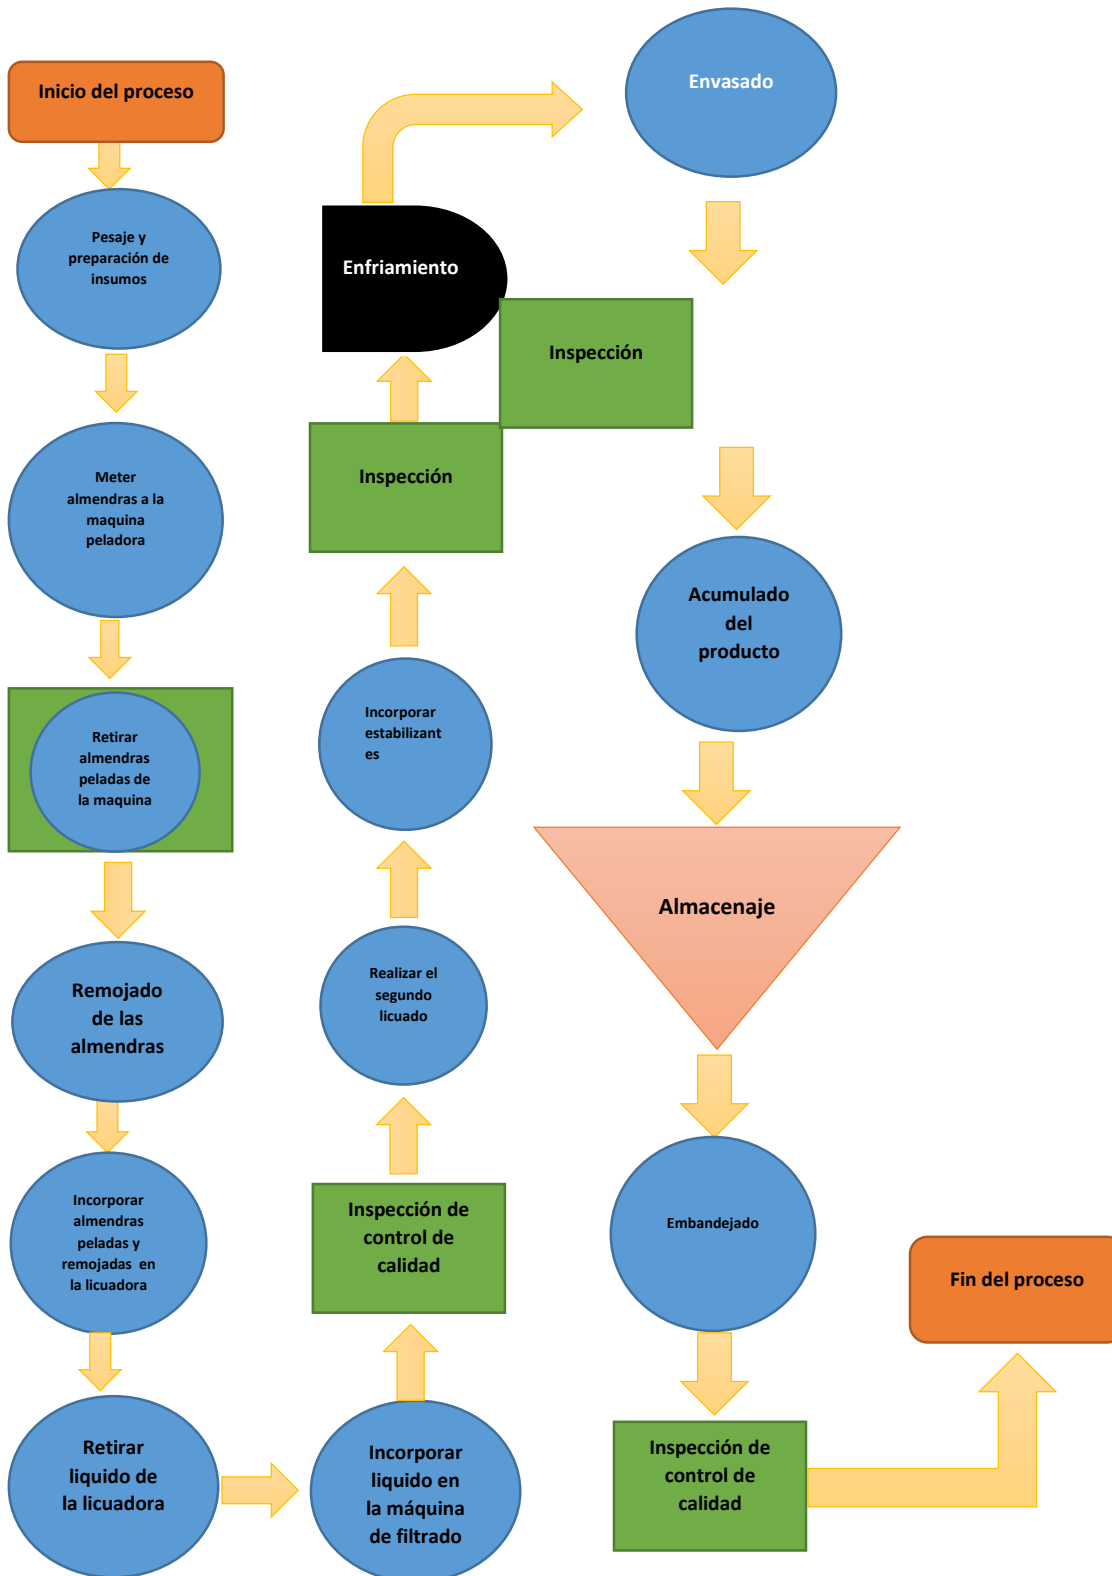 Inicio del proceso
Pesaje y
preparación de
insumos
Meter
almendras a la
maquina
peladora
Retirar
almendras
peladas de
la maquina
Remojado
de las
almendras
Incorporar
almendras
peladas y
remojadas en
la licuadora
Retirar
liquido de
la licuadora
Incorporar
liquido en
la máquina
de filtrado
Inspección de
control de
calidad
Realizar el
segundo
licuado
Incorporar
estabilizant
es
Inspección
Enfriamiento
Envasado
Inspección
Acumulado
del
producto
Almacenaje
Embandejado
Inspección de
control de
calidad
Fin del proceso